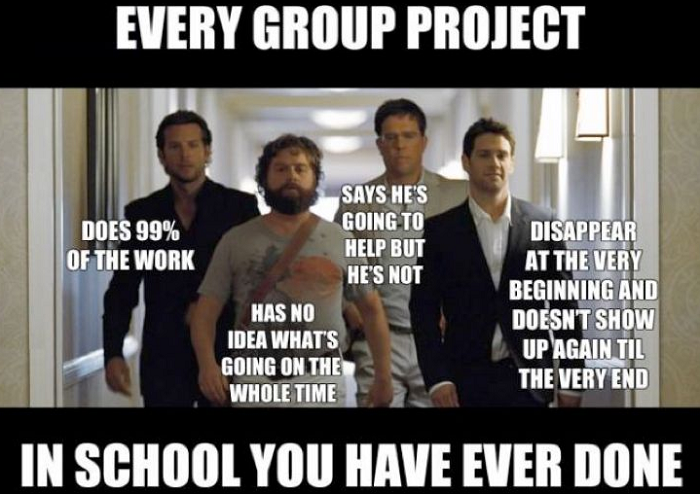 EVERY GROUP PROJECT
DOES 99%
OF THE WORK
HAS NO
IDEA WHAT'S
GOING ON THE
WHOLE TIME
SAYS HE'S
GOING TO
HELP BUT
HE'S NOT
DISAPPEAR
AT THE VERY
BEGINNING AND
DOESN'T SHOW
UP AGAIN TIL
THE VERY END
IN SCHOOL YOU HAVE EVER DONE